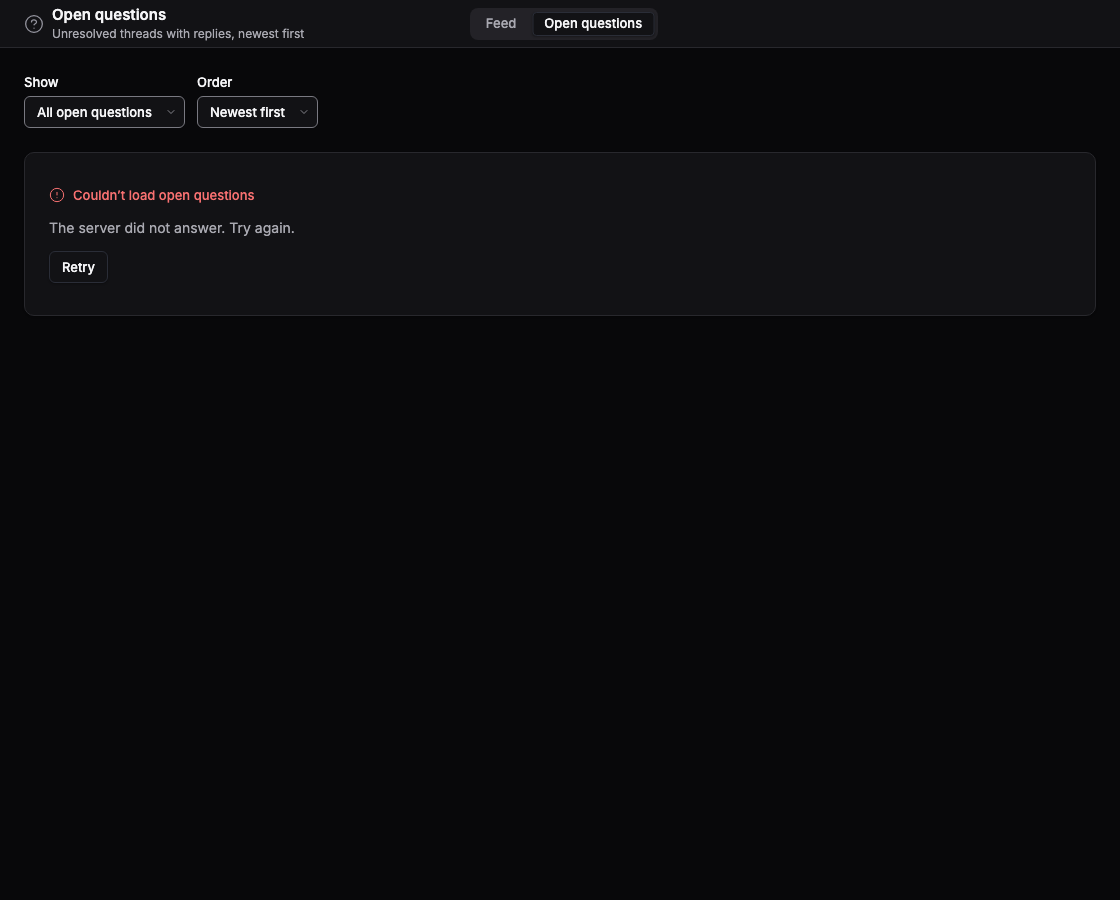 Open questions
Unresolved threads with replies, newest first
Feed
Open questions
Show
Order
All open questions
Newest first
Couldn’t load open questions
The server did not answer. Try again.
Retry